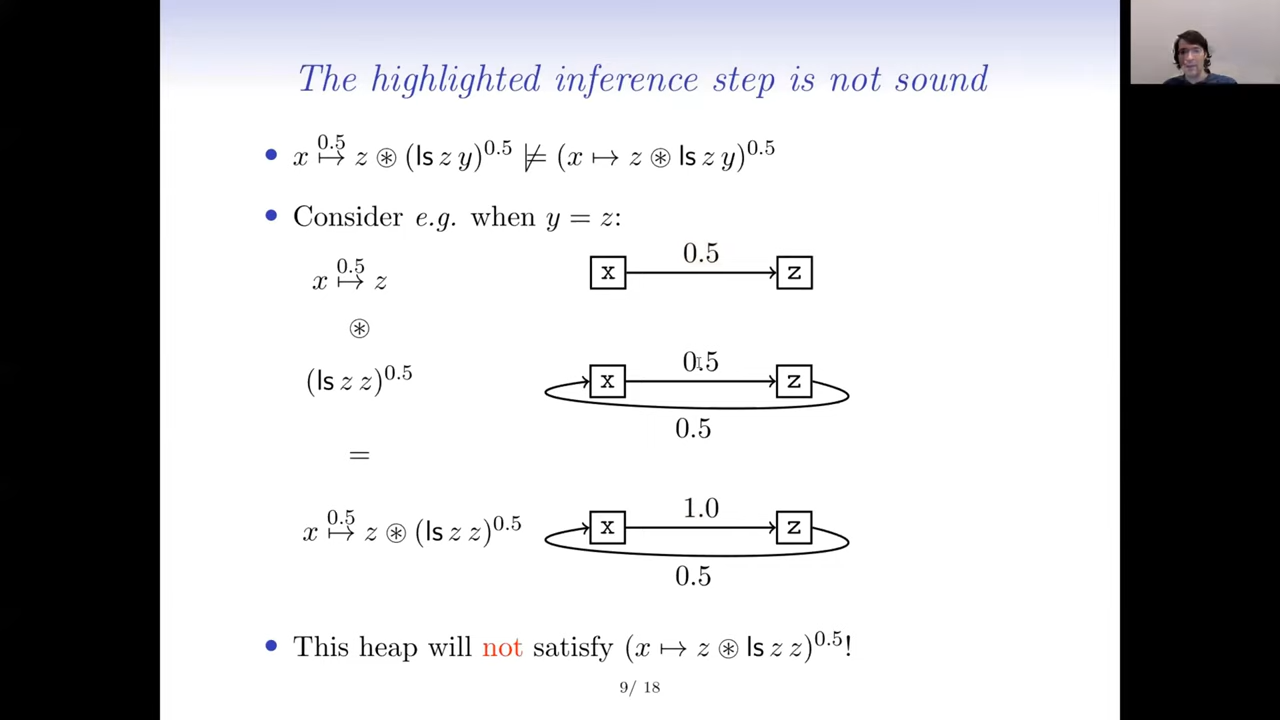 The highlighted inference step is not sound
• x ↦^0.5 z ⊛ (ls z y)^0.5 ⊭ (x ↦ z ⊛ ls z y)^0.5
• Consider e.g. when y = z:
x ↦^0.5 z
0.5
x z
⊛
(ls z z)^0.5
0.5
x z
0.5
=
x ↦^0.5 z ⊛ (ls z z)^0.5
1.0
x z
0.5
• This heap will not satisfy (x ↦ z ⊛ ls z z)^0.5!
9/ 18